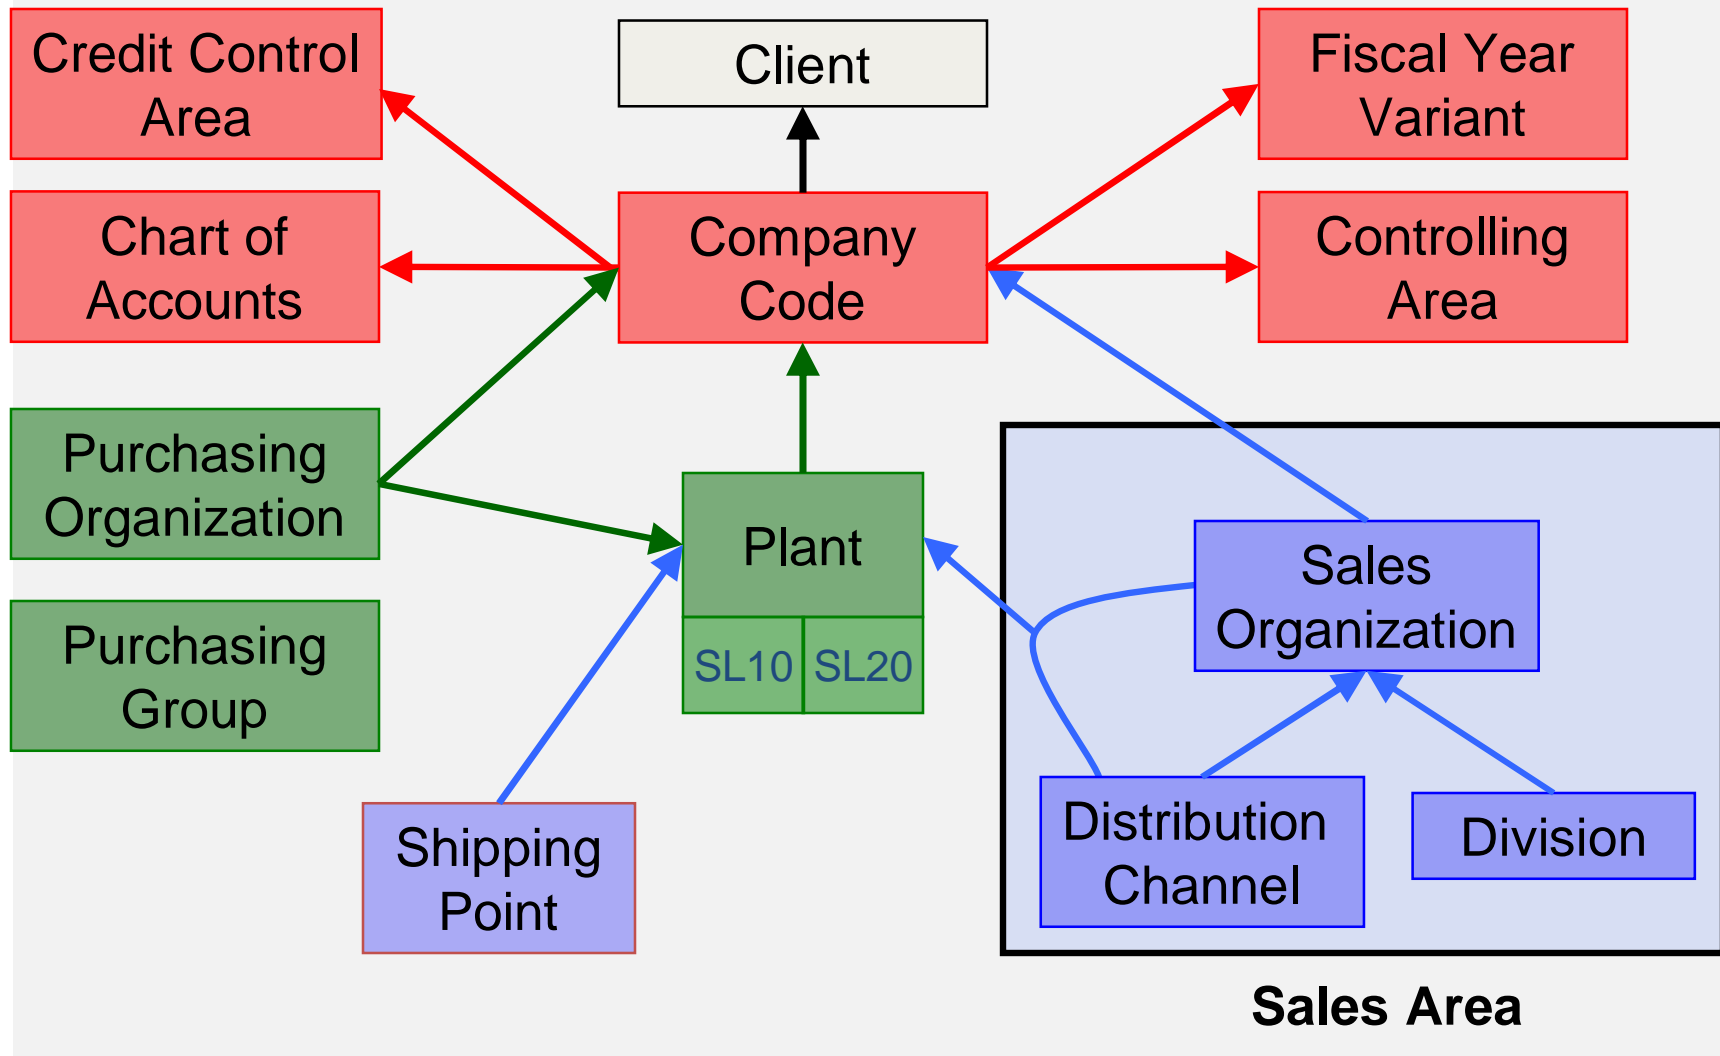 Credit Control
Area
Client
Fiscal Year
Variant
Chart of
Accounts
Company
Code
Controlling
Area
Purchasing
Organization
Plant
SL10
SL20
Purchasing
Group
Shipping
Point
Sales
Organization
Distribution
Channel
Division
Sales Area